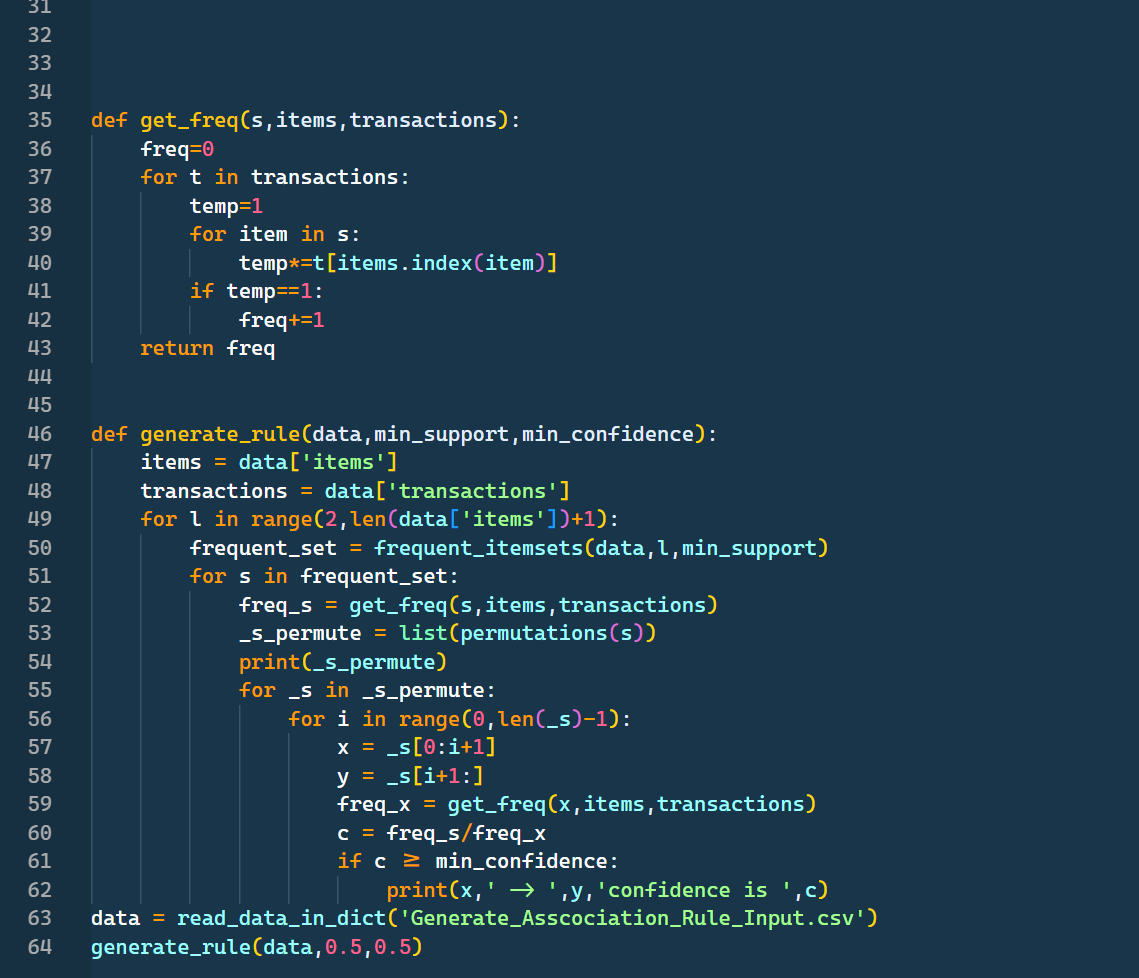 31
32
33
34
35 def get_freq(s,items,transactions):
36     freq=0
37     for t in transactions:
38         temp=1
39         for item in s:
40             temp*=t[items.index(item)]
41         if temp==1:
42             freq+=1
43     return freq
44
45
46 def generate_rule(data,min_support,min_confidence):
47     items = data['items']
48     transactions = data['transactions']
49     for l in range(2,len(data['items'])+1):
50         frequent_set = frequent_itemsets(data,l,min_support)
51         for s in frequent_set:
52             freq_s = get_freq(s,items,transactions)
53             _s_permute = list(permutations(s))
54             print(_s_permute)
55             for _s in _s_permute:
56                 for i in range(0,len(_s)-1):
57                     x = _s[0:i+1]
58                     y = _s[i+1:]
59                     freq_x = get_freq(x,items,transactions)
60                     c = freq_s/freq_x
61                     if c ≥ min_confidence:
62                         print(x,' → ',y,'confidence is ',c)
63 data = read_data_in_dict('Generate_Asscociation_Rule_Input.csv')
64 generate_rule(data,0.5,0.5)